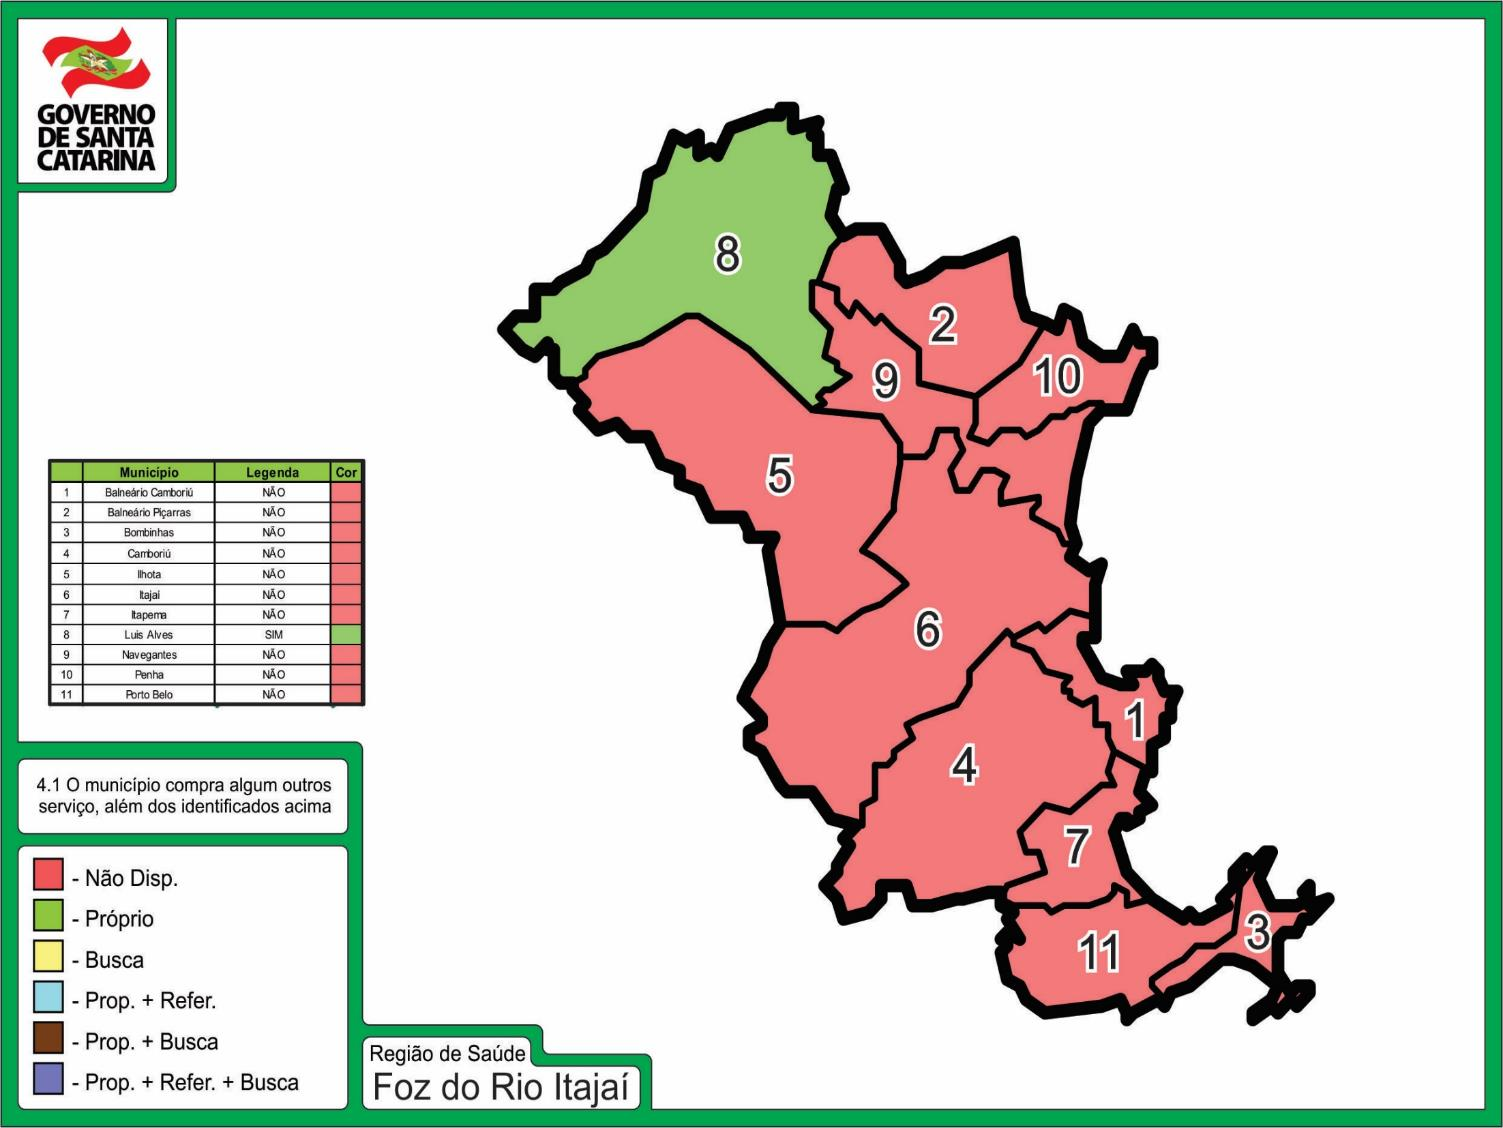 GOVERNO
DE SANTA
CATARINA
Município Legenda Cor
1 Balneário Camboriú NÃO
2 Balneário Piçarras NÃO
3 Bombinhas NÃO
4 Camboriú NÃO
5 Ilhota NÃO
6 Itajaí NÃO
7 Itapema NÃO
8 Luis Alves SIM
9 Navegantes NÃO
10 Penha NÃO
11 Porto Belo NÃO
8
2
10
9
5
6
1
4
7
3
11
4.1 O município compra algum outros
serviço, além dos identificados acima
- Não Disp.
- Próprio
- Busca
- Prop. + Refer.
- Prop. + Busca
- Prop. + Refer. + Busca
Região de Saúde
Foz do Rio Itajaí